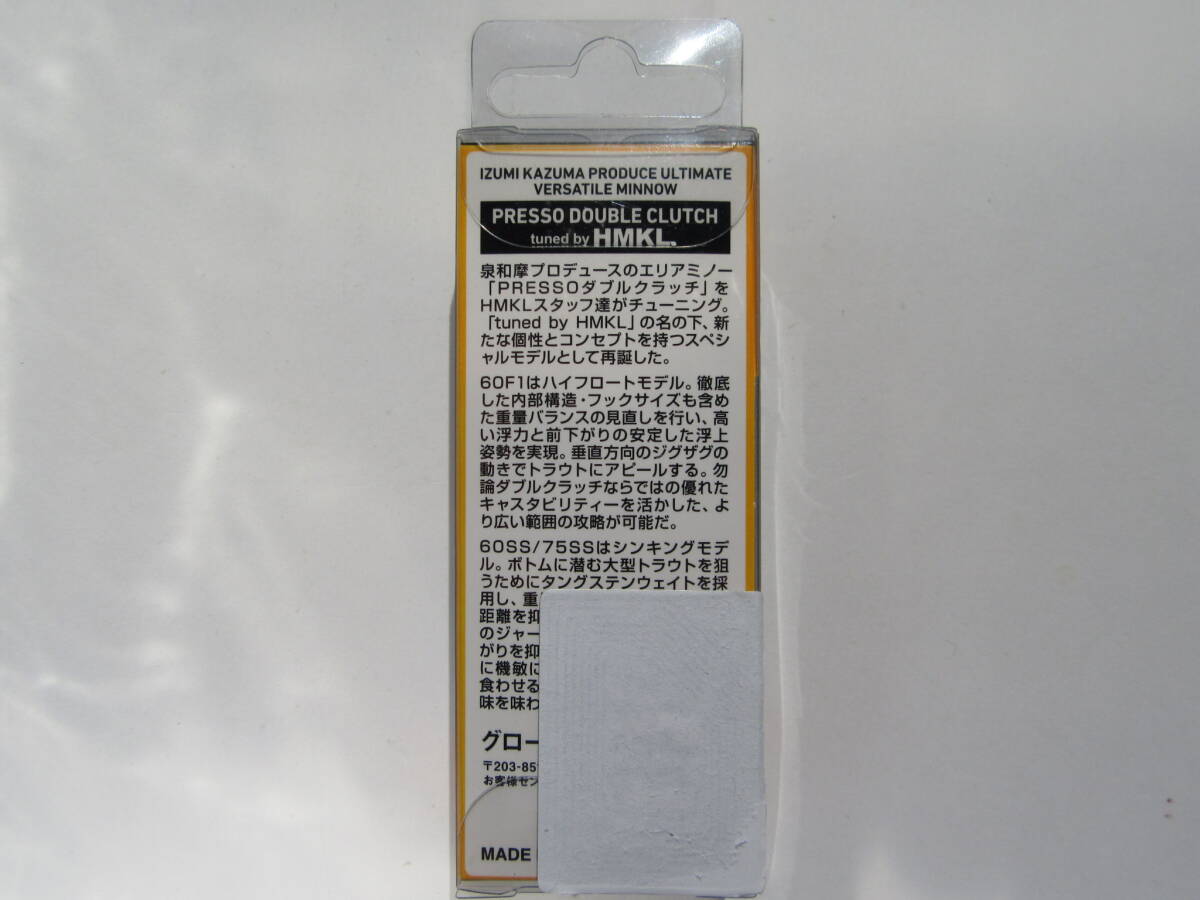 IZUMI KAZUMA PRODUCE ULTIMATE
VERSATILE MINNOW
PRESSO DOUBLE CLUTCH
tuned by HMKL
泉和摩プロデュースのエリアミノー
「PRESSOダブルクラッチ」を
HMKLスタッフ達がチューニング。
「tuned by HMKL」の名の下、新
たな個性とコンセプトを持つスペシ
ャルモデルとして再誕した。
60F1はハイフロートモデル。徹底
した内部構造・フックサイズも含め
た重量バランスの見直しを行い、高
い浮力と前下がりの安定した浮上
姿勢を実現。垂直方向のジグザグの
動きでトラウトにアピールする。勿
論ダブルクラッチならではの優れた
キャスタビリティーを活かした、よ
り広い範囲の攻略が可能だ。
60SS/75SSはシンキングモデ
ル。ボトムに潜む大型トラウトを狙
うためにタングステンウェイトを採
用し、重
距離を抑
のジャー
がりを抑
に機敏に
食わせる
味を味わ
グロー
〒203-85
お客様セン
MADE